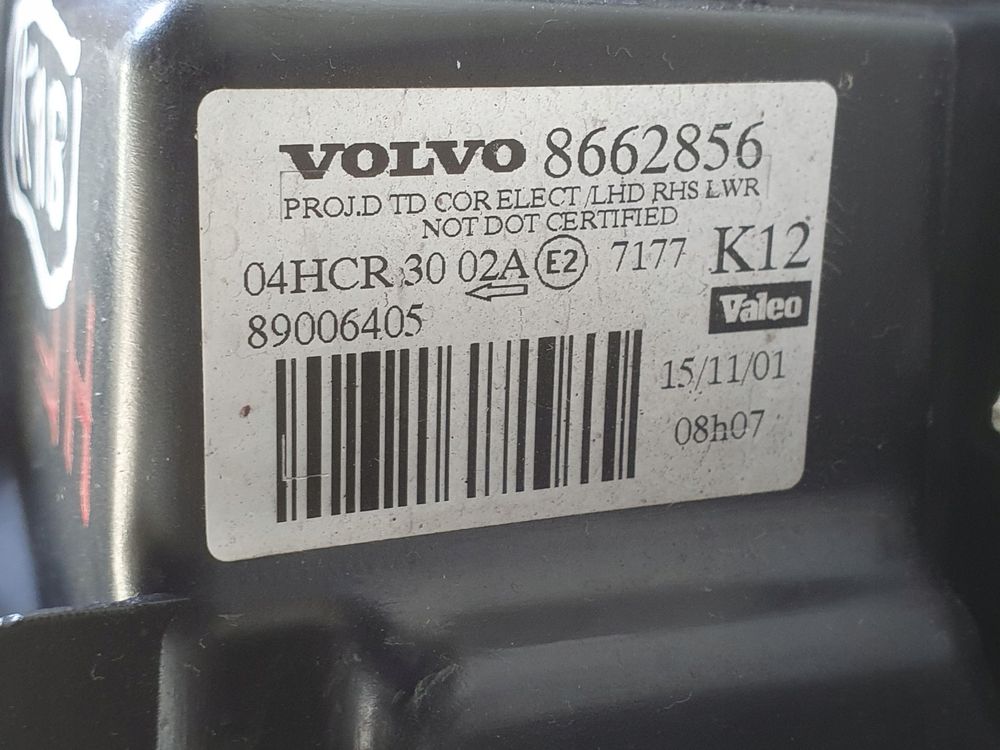 VOLVO 8662856
PROJ.D TD COR ELECT /LHD RHS LWR
NOT DOT CERTIFIED
04HCR 30 02A E2 7177 K12
Valeo
89006405
15/11/01
08h07